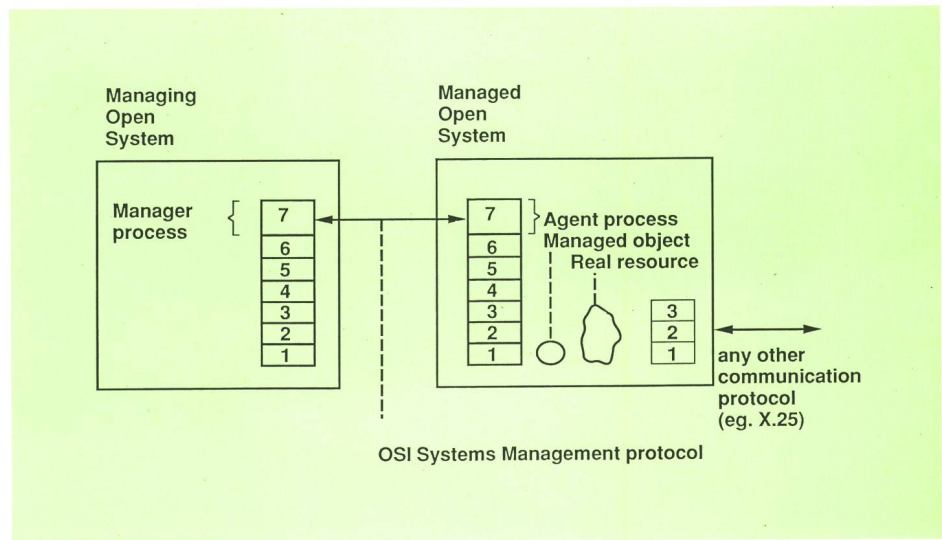 Managing
Open
System
Managed
Open
System
Manager
process
7
6
5
4
3
2
1
7
6
5
4
3
2
1
Agent process
Managed object
Real resource
3
2
1
any other
communication
protocol
(eg. X.25)
OSI Systems Management protocol